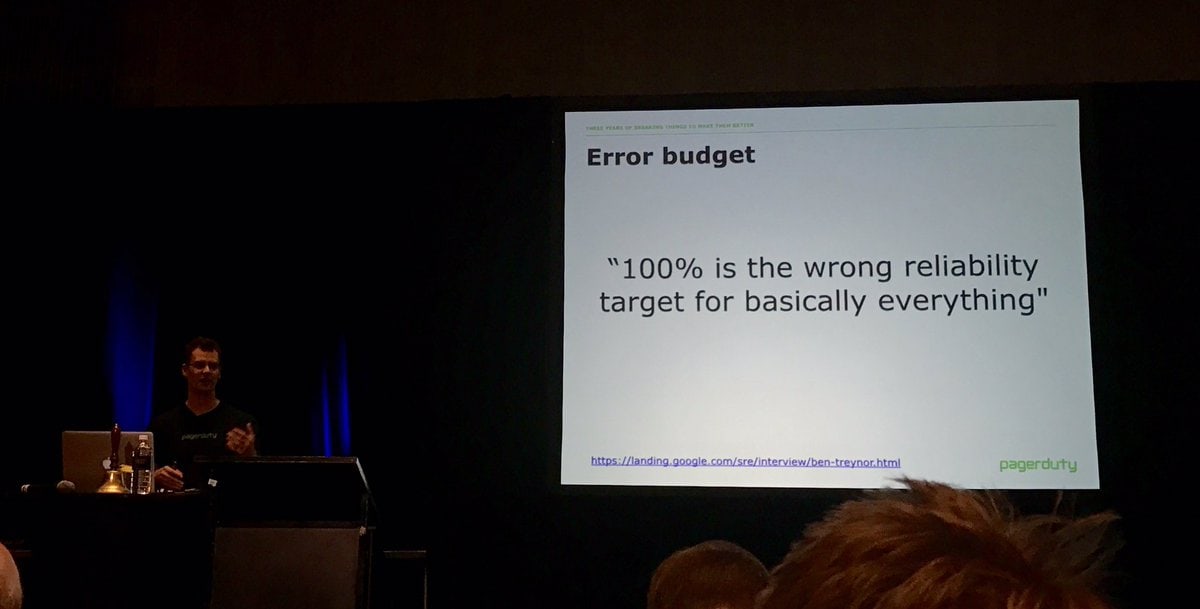 THREE YEARS OF BREAKING THINGS TO MAKE THEM BETTER
Error budget
“100% is the wrong reliability
target for basically everything"
https://landing.google.com/sre/interview/ben-treynor.html
pagerduty
pagerduty